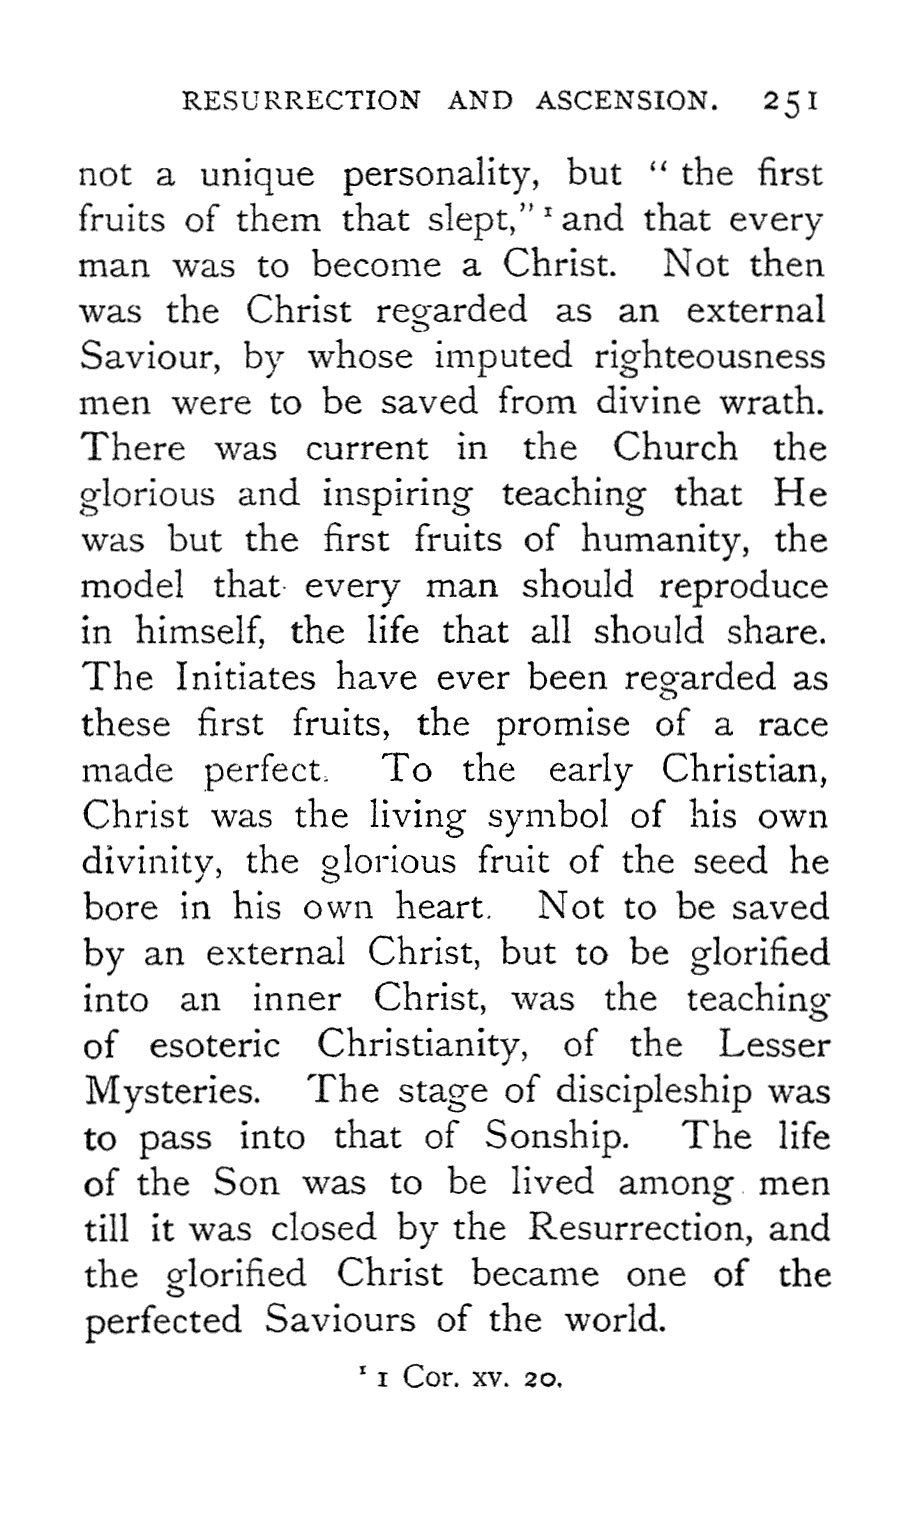 RESURRECTION AND ASCENSION. 251
not a unique personality, but “ the first
fruits of them that slept,” ¹ and that every
man was to become a Christ. Not then
was the Christ regarded as an external
Saviour, by whose imputed righteousness
men were to be saved from divine wrath.
There was current in the Church the
glorious and inspiring teaching that He
was but the first fruits of humanity, the
model that every man should reproduce
in himself, the life that all should share.
The Initiates have ever been regarded as
these first fruits, the promise of a race
made perfect. To the early Christian,
Christ was the living symbol of his own
divinity, the glorious fruit of the seed he
bore in his own heart. Not to be saved
by an external Christ, but to be glorified
into an inner Christ, was the teaching
of esoteric Christianity, of the Lesser
Mysteries. The stage of discipleship was
to pass into that of Sonship. The life
of the Son was to be lived among men
till it was closed by the Resurrection, and
the glorified Christ became one of the
perfected Saviours of the world.
¹ 1 Cor. xv. 20.